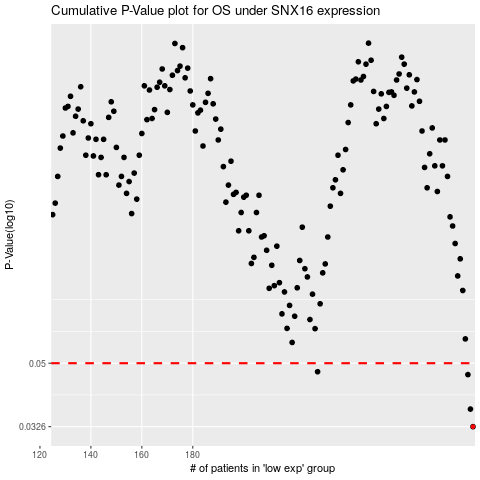 Cumulative P-Value plot for OS under SNX16 expression
P-Value(log10)
0.05
0.0326
120 140 160 180
# of patients in 'low exp' group